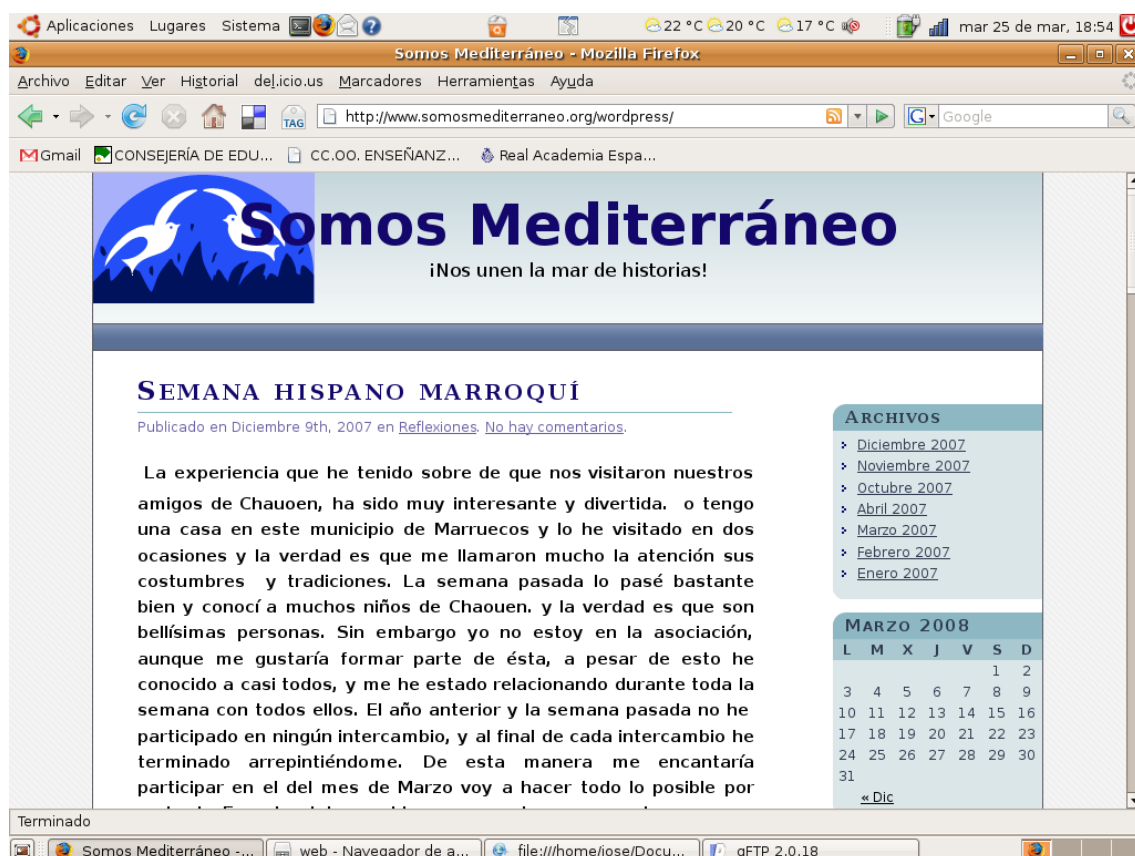 Aplicaciones Lugares Sistema 22 °C 20 °C 17 °C mar 25 de mar, 18:54
Somos Mediterráneo - Mozilla Firefox
Archivo Editar Ver Historial del.icio.us Marcadores Herramientas Ayuda
TAG http://www.somosmediterraneo.org/wordpress/ G Google
Gmail CONSEJERÍA DE EDU... CC.OO. ENSEÑANZ... Real Academia Espa...
Somos Mediterráneo
¡Nos unen la mar de historias!
Semana hispano marroquí
Publicado en Diciembre 9th, 2007 en Reflexiones. No hay comentarios.
La experiencia que he tenido sobre de que nos visitaron nuestros
amigos de Chauoen, ha sido muy interesante y divertida. o tengo
una casa en este municipio de Marruecos y lo he visitado en dos
ocasiones y la verdad es que me llamaron mucho la atención sus
costumbres y tradiciones. La semana pasada lo pasé bastante
bien y conocí a muchos niños de Chaouen. y la verdad es que son
bellísimas personas. Sin embargo yo no estoy en la asociación,
aunque me gustaría formar parte de ésta, a pesar de esto he
conocido a casi todos, y me he estado relacionando durante toda la
semana con todos ellos. El año anterior y la semana pasada no he
participado en ningún intercambio, y al final de cada intercambio he
terminado arrepintiéndome. De esta manera me encantaría
participar en el del mes de Marzo voy a hacer todo lo posible por
Archivos
Diciembre 2007
Noviembre 2007
Octubre 2007
Abril 2007
Marzo 2007
Febrero 2007
Enero 2007
Marzo 2008
L M X J V S D
1 2
3 4 5 6 7 8 9
10 11 12 13 14 15 16
17 18 19 20 21 22 23
24 25 26 27 28 29 30
31
« Dic
Terminado
Somos Mediterráneo -... web - Navegador de a... file:///home/jose/Docu... gFTP 2.0.18